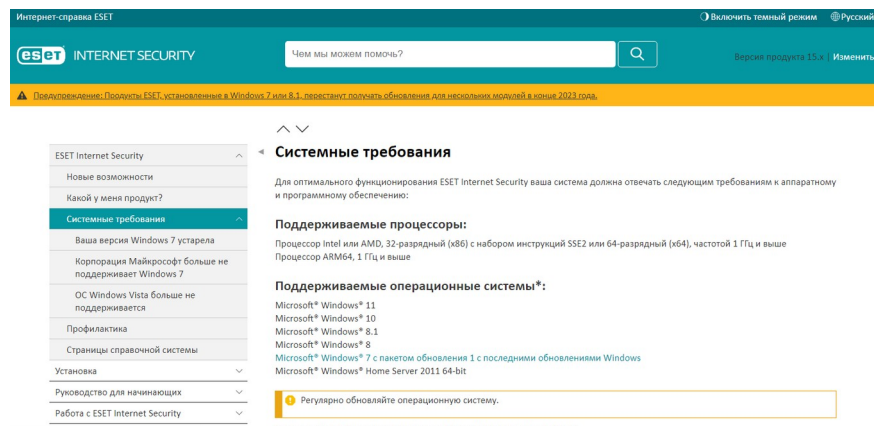 Интернет-справка ESET
Включить темный режим
Русский
eset INTERNET SECURITY
Чем мы можем помочь?
Версия продукта 15.x | Изменить
Предупреждение: Продукты ESET, установленные в Windows 7 или 8.1, перестанут получать обновления для нескольких модулей в конце 2023 года.
ESET Internet Security
Новые возможности
Какой у меня продукт?
Системные требования
Ваша версия Windows 7 устарела
Корпорация Майкрософт больше не
поддерживает Windows 7
ОС Windows Vista больше не
поддерживается
Профилактика
Страницы справочной системы
Установка
Руководство для начинающих
Работа с ESET Internet Security
Системные требования
Для оптимального функционирования ESET Internet Security ваша система должна отвечать следующим требованиям к аппаратному
и программному обеспечению:
Поддерживаемые процессоры:
Процессор Intel или AMD, 32-разрядный (x86) с набором инструкций SSE2 или 64-разрядный (x64), частотой 1 ГГц и выше
Процессор ARM64, 1 ГГц и выше
Поддерживаемые операционные системы*:
Microsoft® Windows® 11
Microsoft® Windows® 10
Microsoft® Windows® 8.1
Microsoft® Windows® 8
Microsoft® Windows® 7 с пакетом обновления 1 с последними обновлениями Windows
Microsoft® Windows® Home Server 2011 64-bit
Регулярно обновляйте операционную систему.